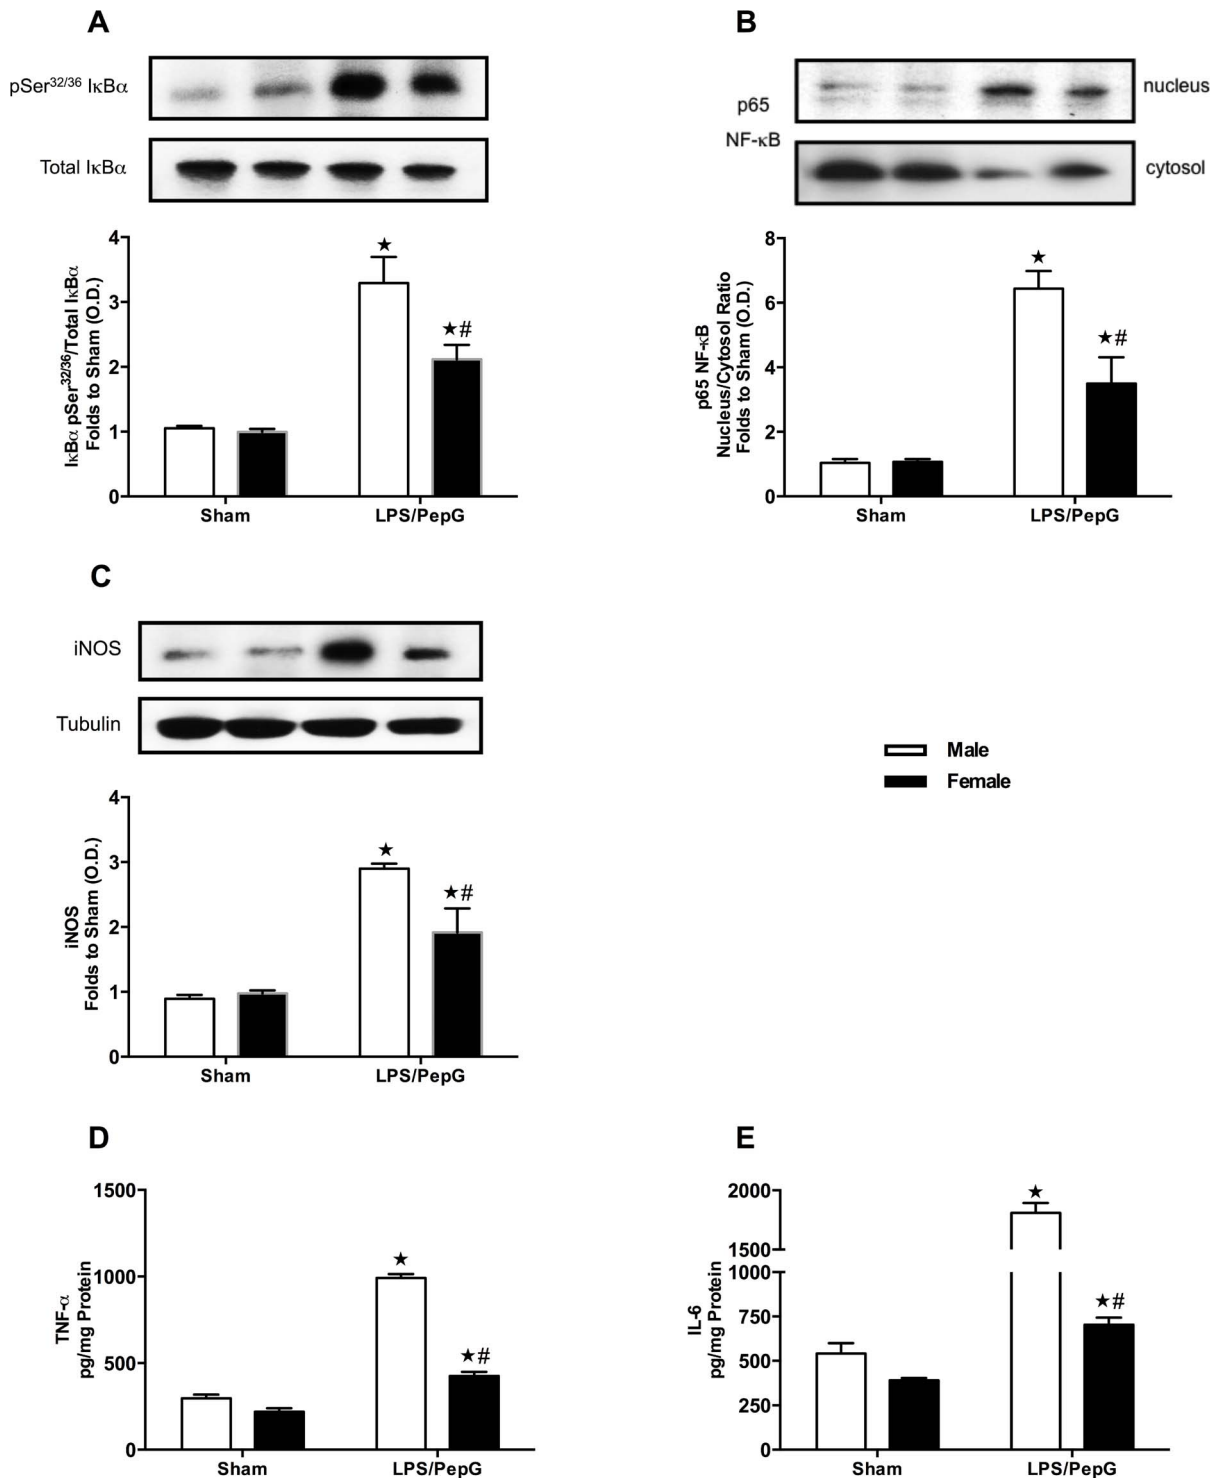 A
pSer32/36 IκBα
Total IκBα
IκBα pSer32/36/Total IκBα
Folds to Sham (O.D.)
4
3
2
1
0
★
★#
Sham
LPS/PepG
B
p65
NF-κB
nucleus
cytosol
p65 NF-κB
Nucleus/Cytosol Ratio
Folds to Sham (O.D.)
8
6
4
2
0
★
★#
Sham
LPS/PepG
C
iNOS
Tubulin
iNOS
Folds to Sham (O.D.)
4
3
2
1
0
★
★#
Sham
LPS/PepG
Male
Female
D
TNF-α
pg/mg Protein
1500
1000
500
0
★
★#
Sham
LPS/PepG
E
IL-6
pg/mg Protein
2000
1500
1000
750
500
250
0
★
★#
Sham
LPS/PepG